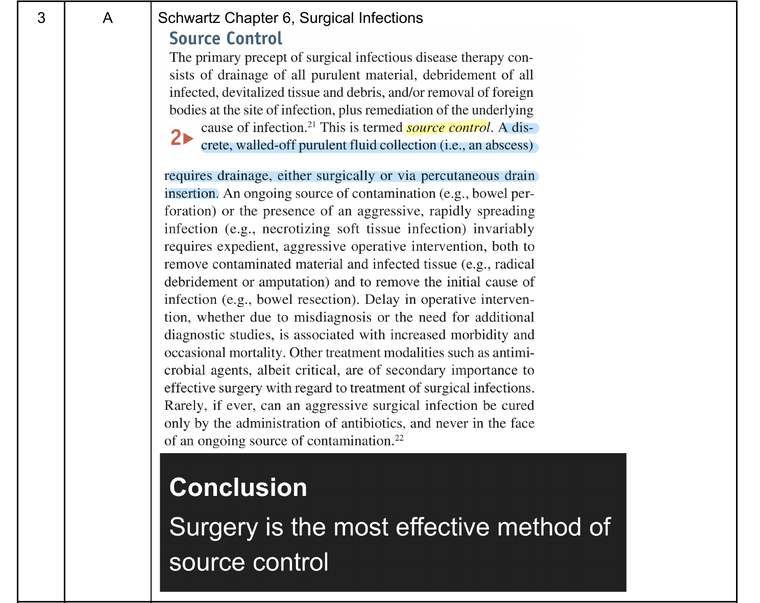 3
A
Schwartz Chapter 6, Surgical Infections
Source Control
The primary precept of surgical infectious disease therapy con-
sists of drainage of all purulent material, debridement of all
infected, devitalized tissue and debris, and/or removal of foreign
bodies at the site of infection, plus remediation of the underlying
cause of infection.21 This is termed source control. A dis-
2 crete, walled-off purulent fluid collection (i.e., an abscess)
requires drainage, either surgically or via percutaneous drain
insertion. An ongoing source of contamination (e.g., bowel per-
foration) or the presence of an aggressive, rapidly spreading
infection (e.g., necrotizing soft tissue infection) invariably
requires expedient, aggressive operative intervention, both to
remove contaminated material and infected tissue (e.g., radical
debridement or amputation) and to remove the initial cause of
infection (e.g., bowel resection). Delay in operative interven-
tion, whether due to misdiagnosis or the need for additional
diagnostic studies, is associated with increased morbidity and
occasional mortality. Other treatment modalities such as antimi-
crobial agents, albeit critical, are of secondary importance to
effective surgery with regard to treatment of surgical infections.
Rarely, if ever, can an aggressive surgical infection be cured
only by the administration of antibiotics, and never in the face
of an ongoing source of contamination.22
Conclusion
Surgery is the most effective method of
source control